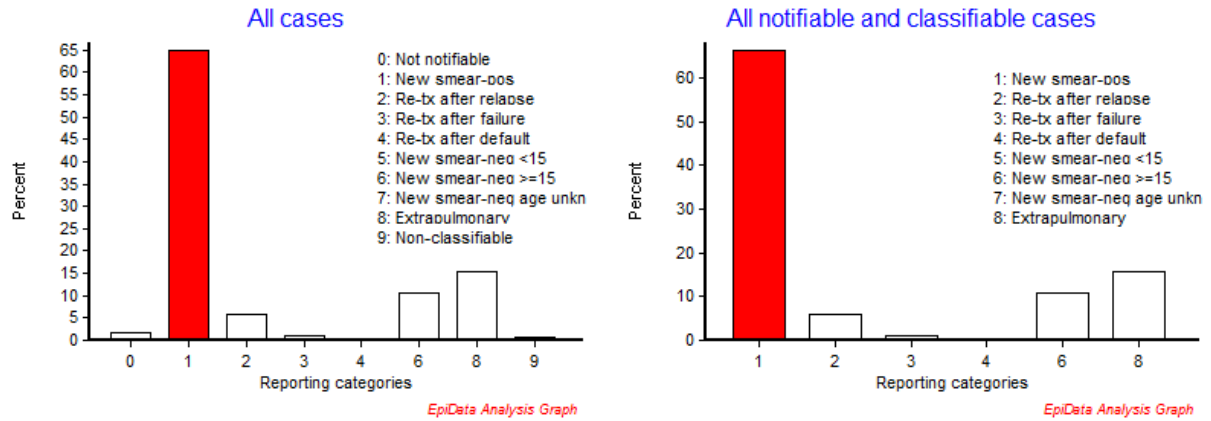 All cases
65
60
55
50
45
40
35
30
25
20
15
10
5
0
Percent
0: Not notifiable
1: New smear-pos
2: Re-tx after relapse
3: Re-tx after failure
4: Re-tx after default
5: New smear-neg <15
6: New smear-neg >=15
7: New smear-neg age unkn
8: Extrapulmonary
9: Non-classifiable
0 1 2 3 4 6 8 9
Reporting categories
EpiData Analysis Graph
All notifiable and classifiable cases
60
50
40
30
20
10
0
Percent
1: New smear-pos
2: Re-tx after relapse
3: Re-tx after failure
4: Re-tx after default
5: New smear-neg <15
6: New smear-neg >=15
7: New smear-neg age unkn
8: Extrapulmonary
1 2 3 4 6 8
Reporting categories
EpiData Analysis Graph